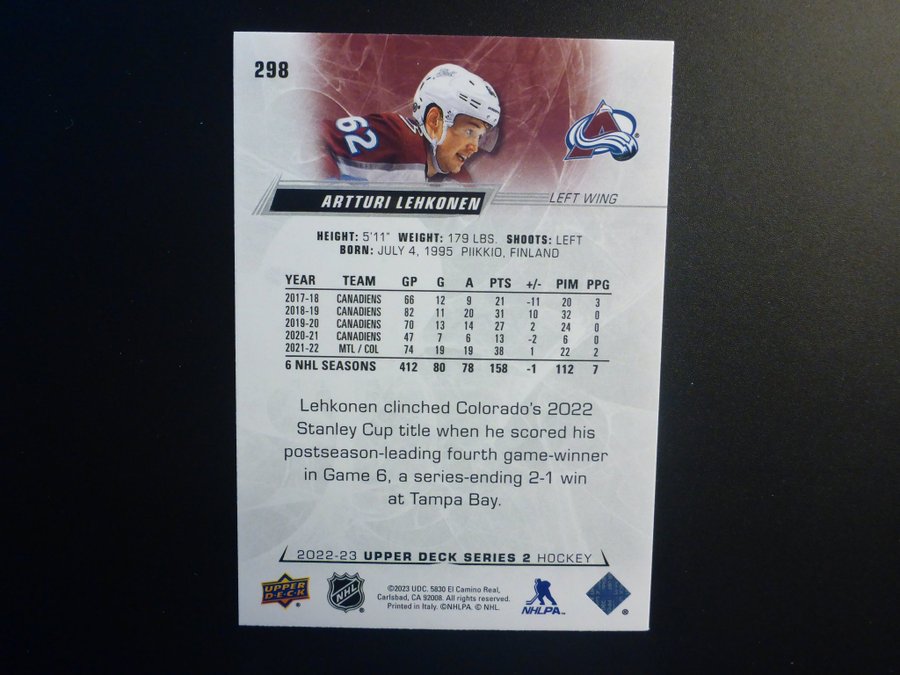 298
62
ARTTURI LEHKONEN
LEFT WING
HEIGHT: 5'11" WEIGHT: 179 LBS. SHOOTS: LEFT
BORN: JULY 4, 1995 PIIKKIO, FINLAND
YEAR TEAM GP G A PTS +/- PIM PPG
2017-18 CANADIENS 66 12 9 21 -11 20 3
2018-19 CANADIENS 82 11 20 31 10 32 0
2019-20 CANADIENS 70 13 14 27 2 24 0
2020-21 CANADIENS 47 7 6 13 -2 6 0
2021-22 MTL / COL 74 19 19 38 1 22 2
6 NHL SEASONS 412 80 78 158 -1 112 7
Lehkonen clinched Colorado's 2022
Stanley Cup title when he scored his
postseason-leading fourth game-winner
in Game 6, a series-ending 2-1 win
at Tampa Bay.
2022-23 UPPER DECK SERIES 2 HOCKEY
UPPER DECK
NHL
©2023 UDC. 5830 El Camino Real,
Carlsbad, CA 92008. All rights reserved.
Printed in Italy. ©NHLPA. © NHL.
NHLPA